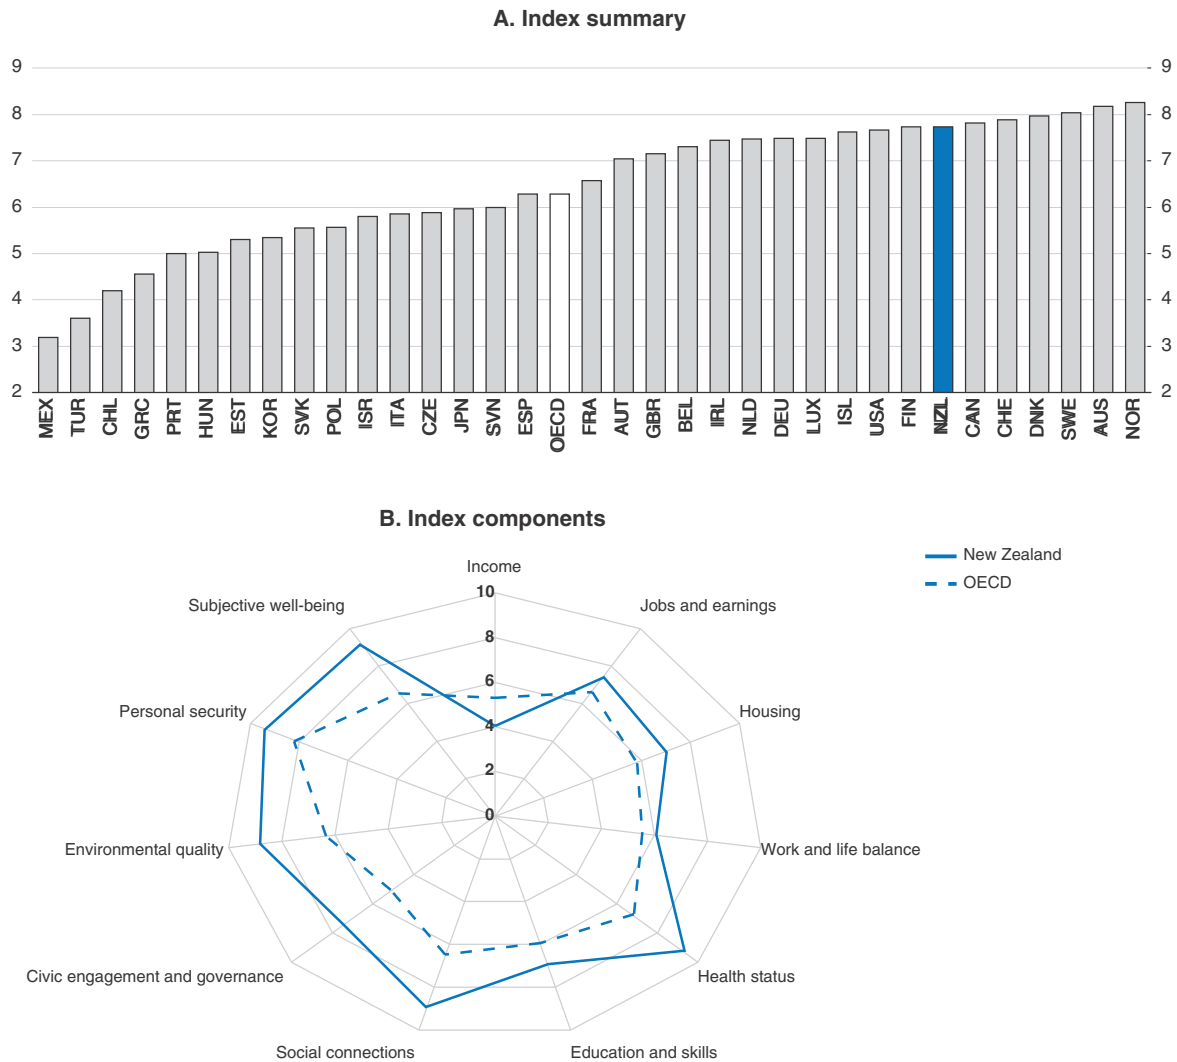 A. Index summary
9 9
8 8
7 7
6 6
5 5
4 4
3 3
2 2
MEX TUR CHL GRC PRT HUN EST KOR SVK POL ISR ITA CZE JPN SVN ESP OECD FRA AUT GBR BEL IRL NLD DEU LUX ISL USA FIN NZL CAN CHE DNK SWE AUS NOR
B. Index components
New Zealand
OECD
Income
10
Subjective well-being
Jobs and earnings
8
6
Personal security
Housing
4
2
0
Environmental quality
Work and life balance
Civic engagement and governance
Health status
Social connections
Education and skills